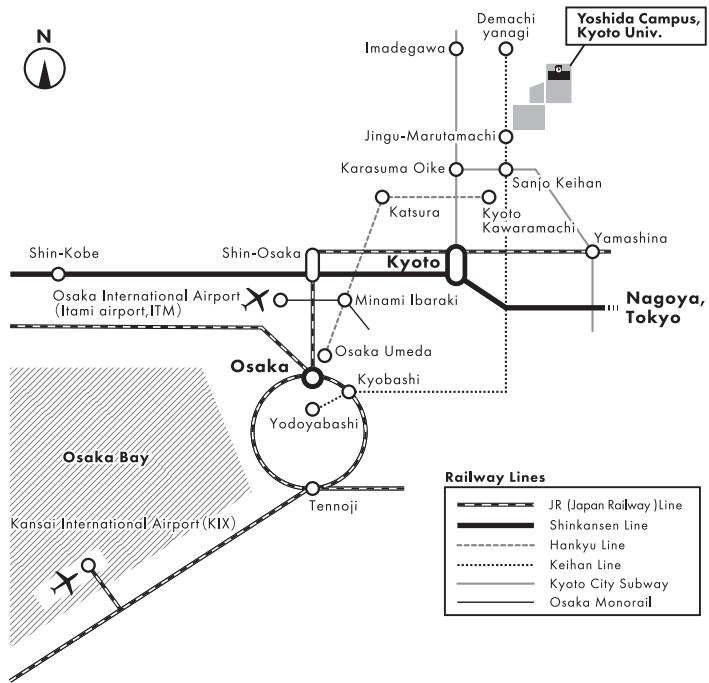 N
Demachi
yanagi
Yoshida Campus,
Kyoto Univ.
Imadegawa
Jingu-Marutamachi
Karasuma Oike
Sanjo Keihan
Katsura
Kyoto
Kawaramachi
Yamashina
Shin-Kobe
Shin-Osaka
Kyoto
Osaka International Airport
(Itami airport,ITM)
Minami Ibaraki
Nagoya,
Tokyo
Osaka Umeda
Osaka
Kyobashi
Yodoyabashi
Osaka Bay
Tennoji
Kansai International Airport(KIX)
Railway Lines
JR (Japan Railway)Line
Shinkansen Line
Hankyu Line
Keihan Line
Kyoto City Subway
Osaka Monorail